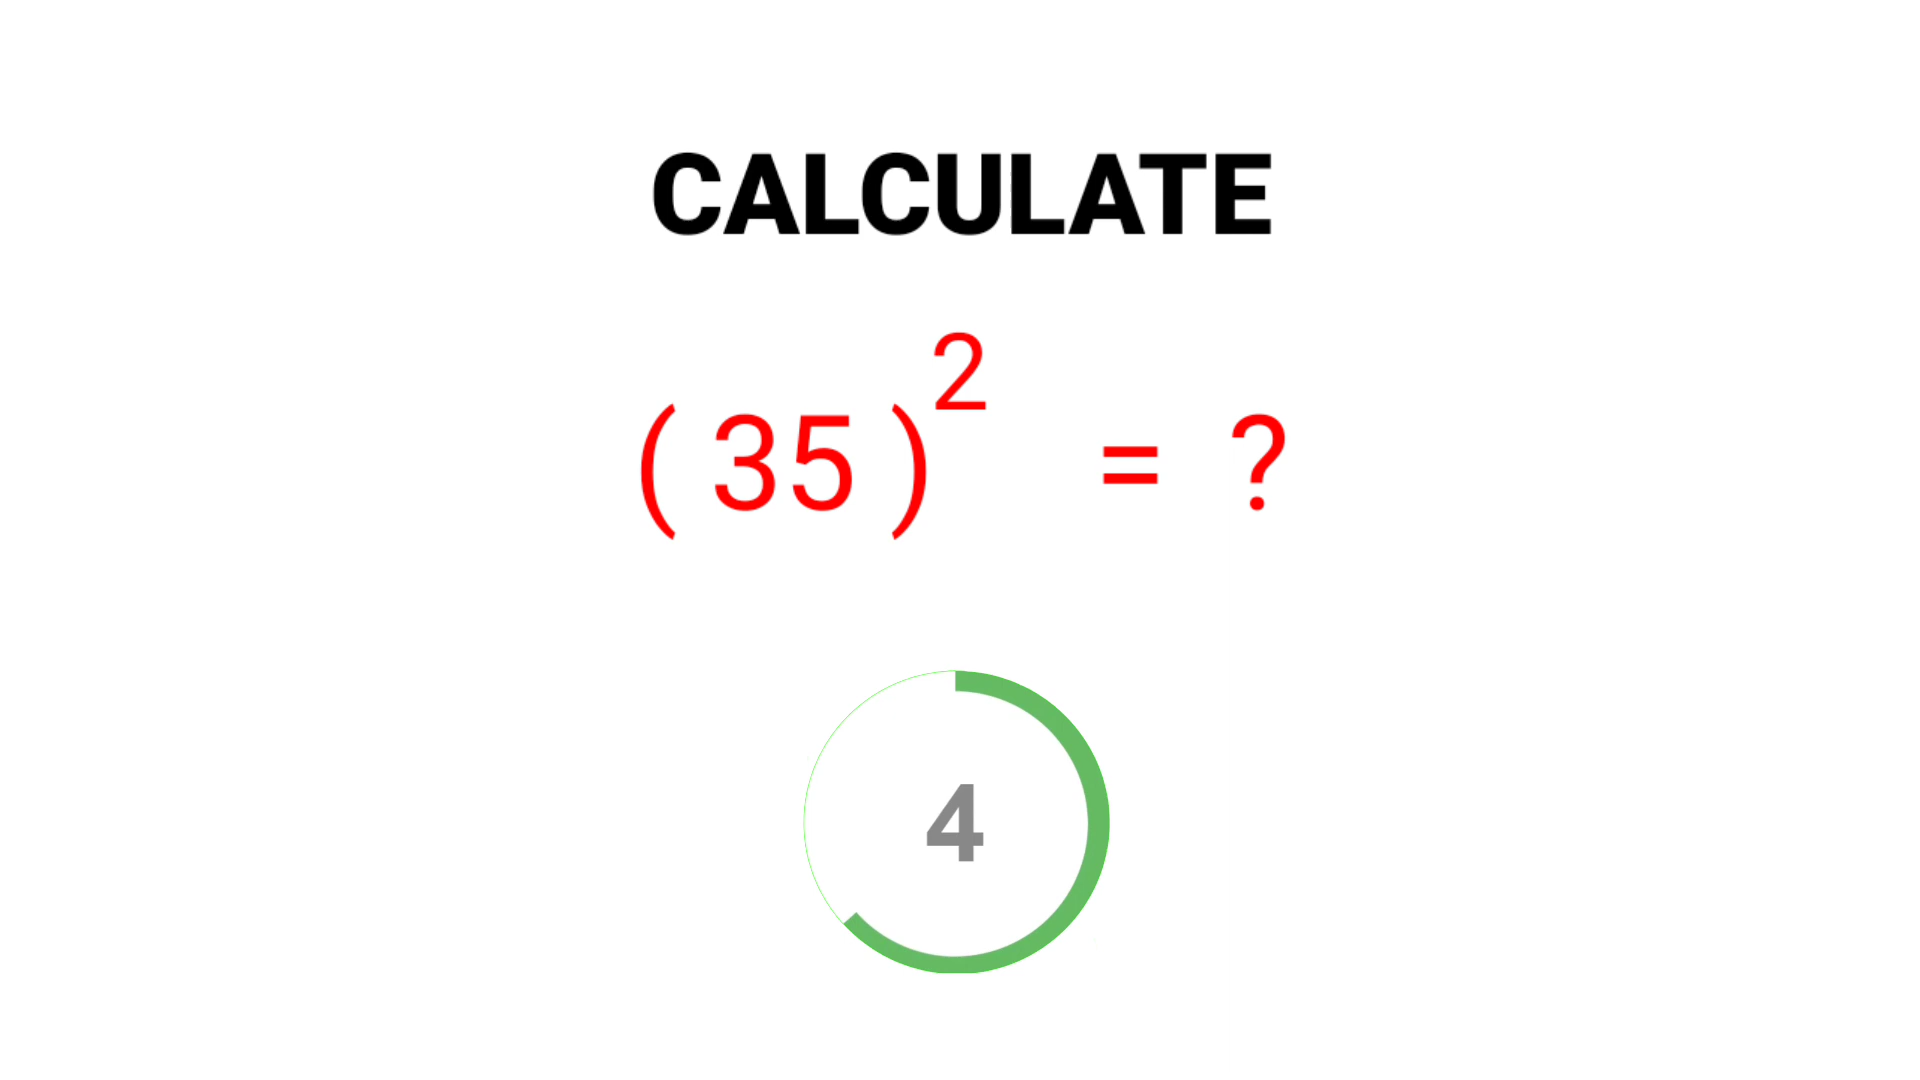 CALCULATE
( 35 )² = ?
4